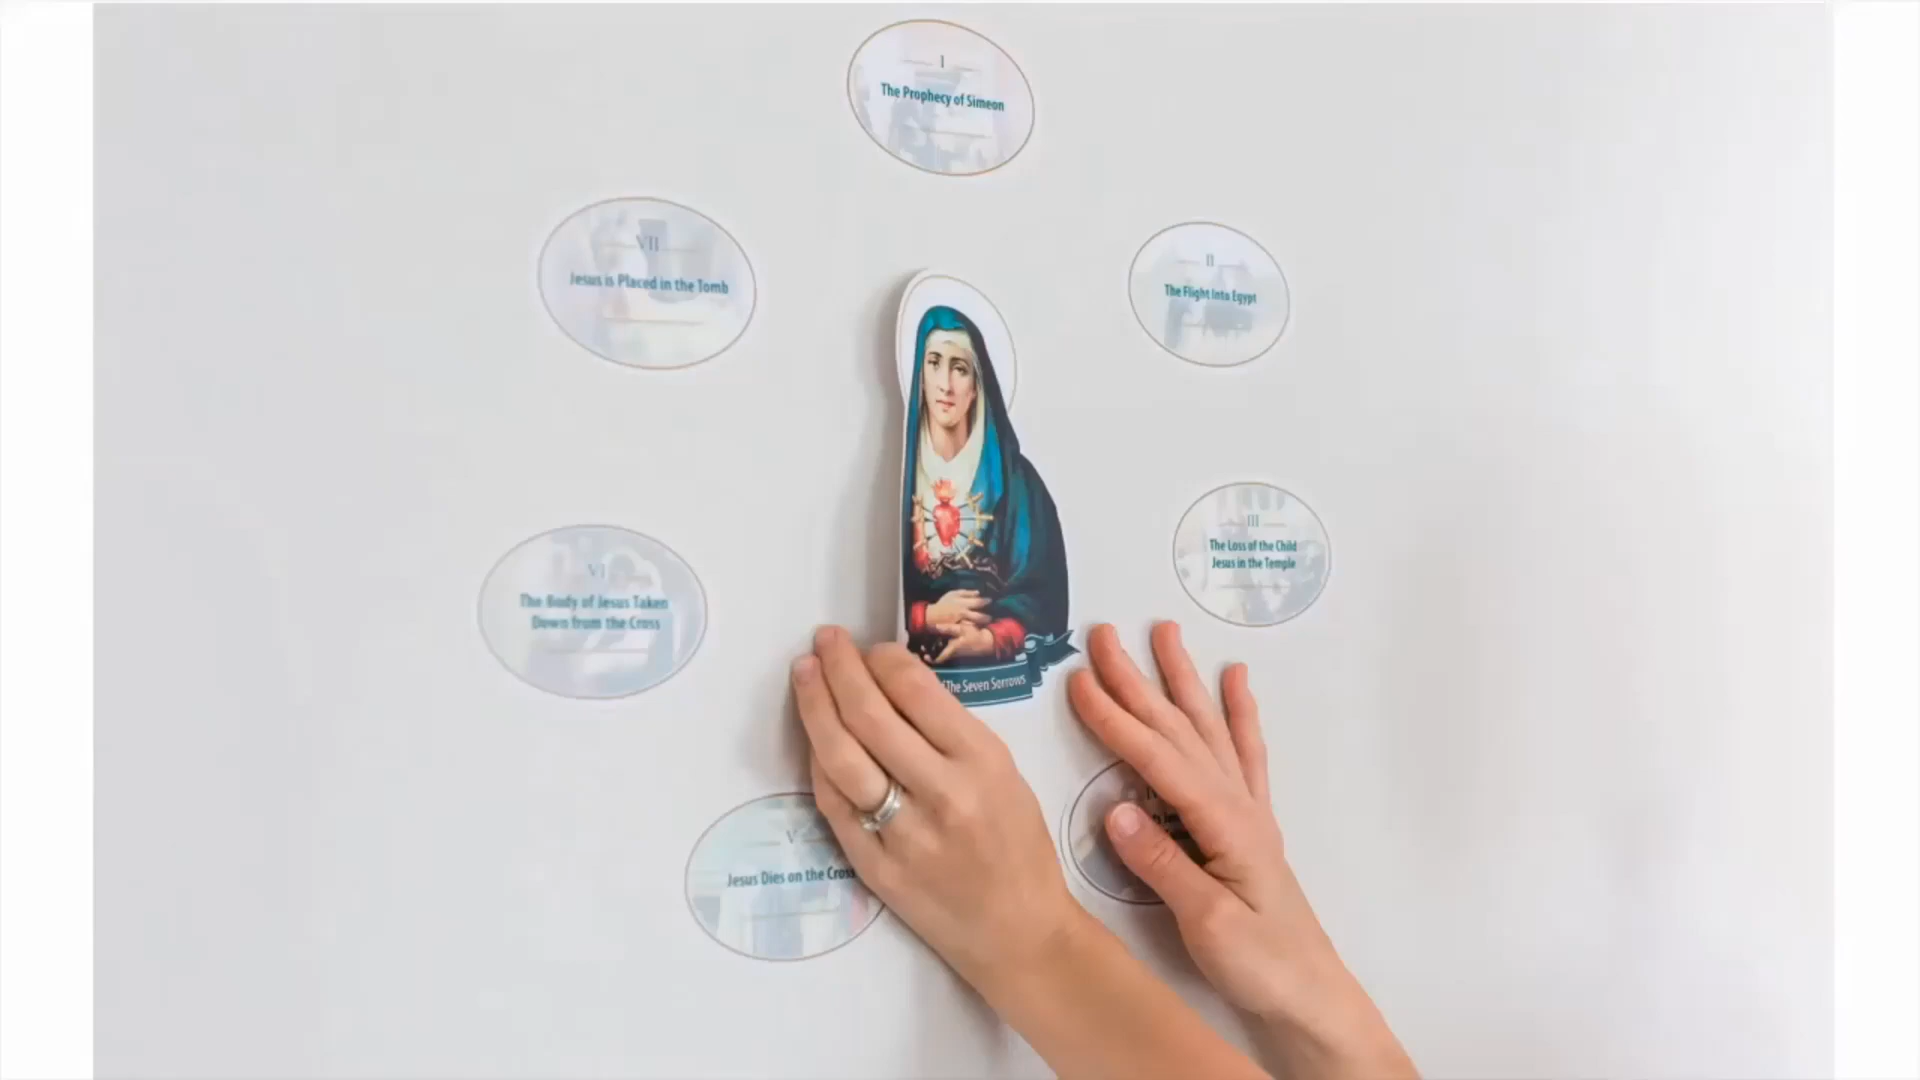 I
The Prophecy of Simeon
II
The Flight Into Egypt
III
The Loss of the Child
Jesus in the Temple
V
Jesus Dies on the Cross
VI
The Body of Jesus Taken
Down from the Cross
VII
Jesus is Placed in the Tomb
The Seven Sorrows